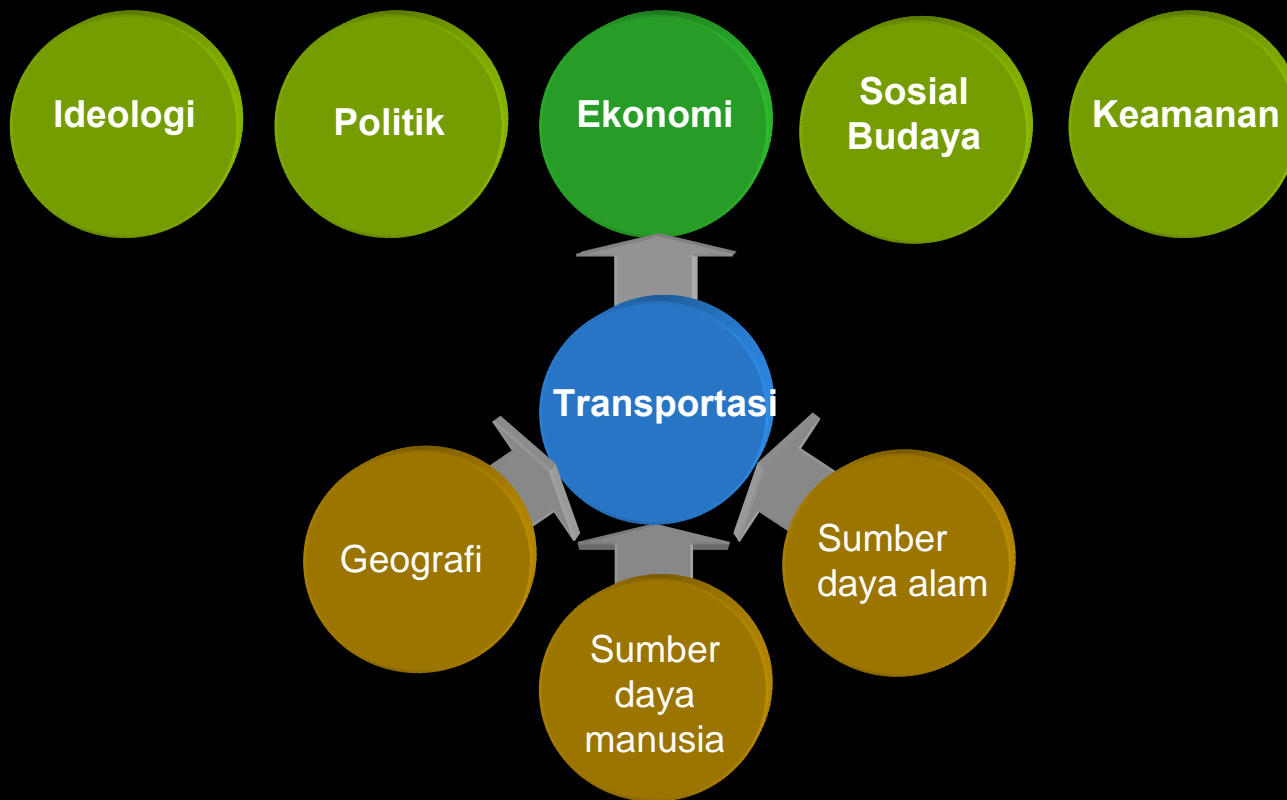 Ideologi
Politik
Ekonomi
Sosial
Budaya
Keamanan
Transportasi
Geografi
Sumber
daya
manusia
Sumber
daya alam